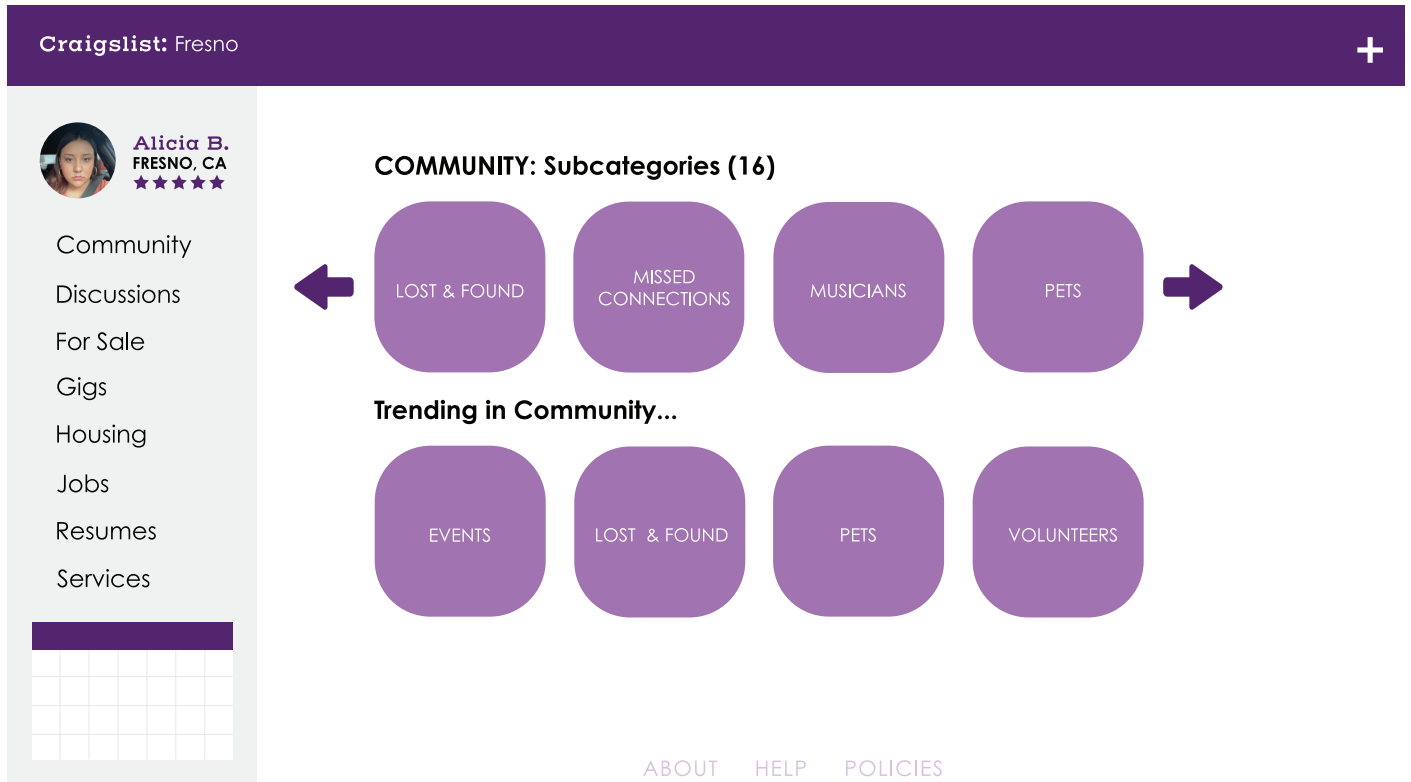 Craigslist: Fresno
Alicia B.
FRESNO, CA
Community
Discussions
For Sale
Gigs
Housing
Jobs
Resumes
Services
COMMUNITY: Subcategories (16)
LOST & FOUND
MISSED
CONNECTIONS
MUSICIANS
PETS
Trending in Community...
EVENTS
LOST & FOUND
PETS
VOLUNTEERS
ABOUT HELP POLICIES